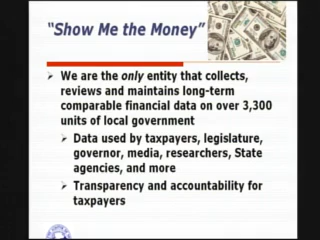 “Show Me the Money”
We are the only entity that collects,
reviews and maintains long-term
comparable financial data on over 3,300
units of local government
Data used by taxpayers, legislature,
governor, media, researchers, State
agencies, and more
Transparency and accountability for
taxpayers